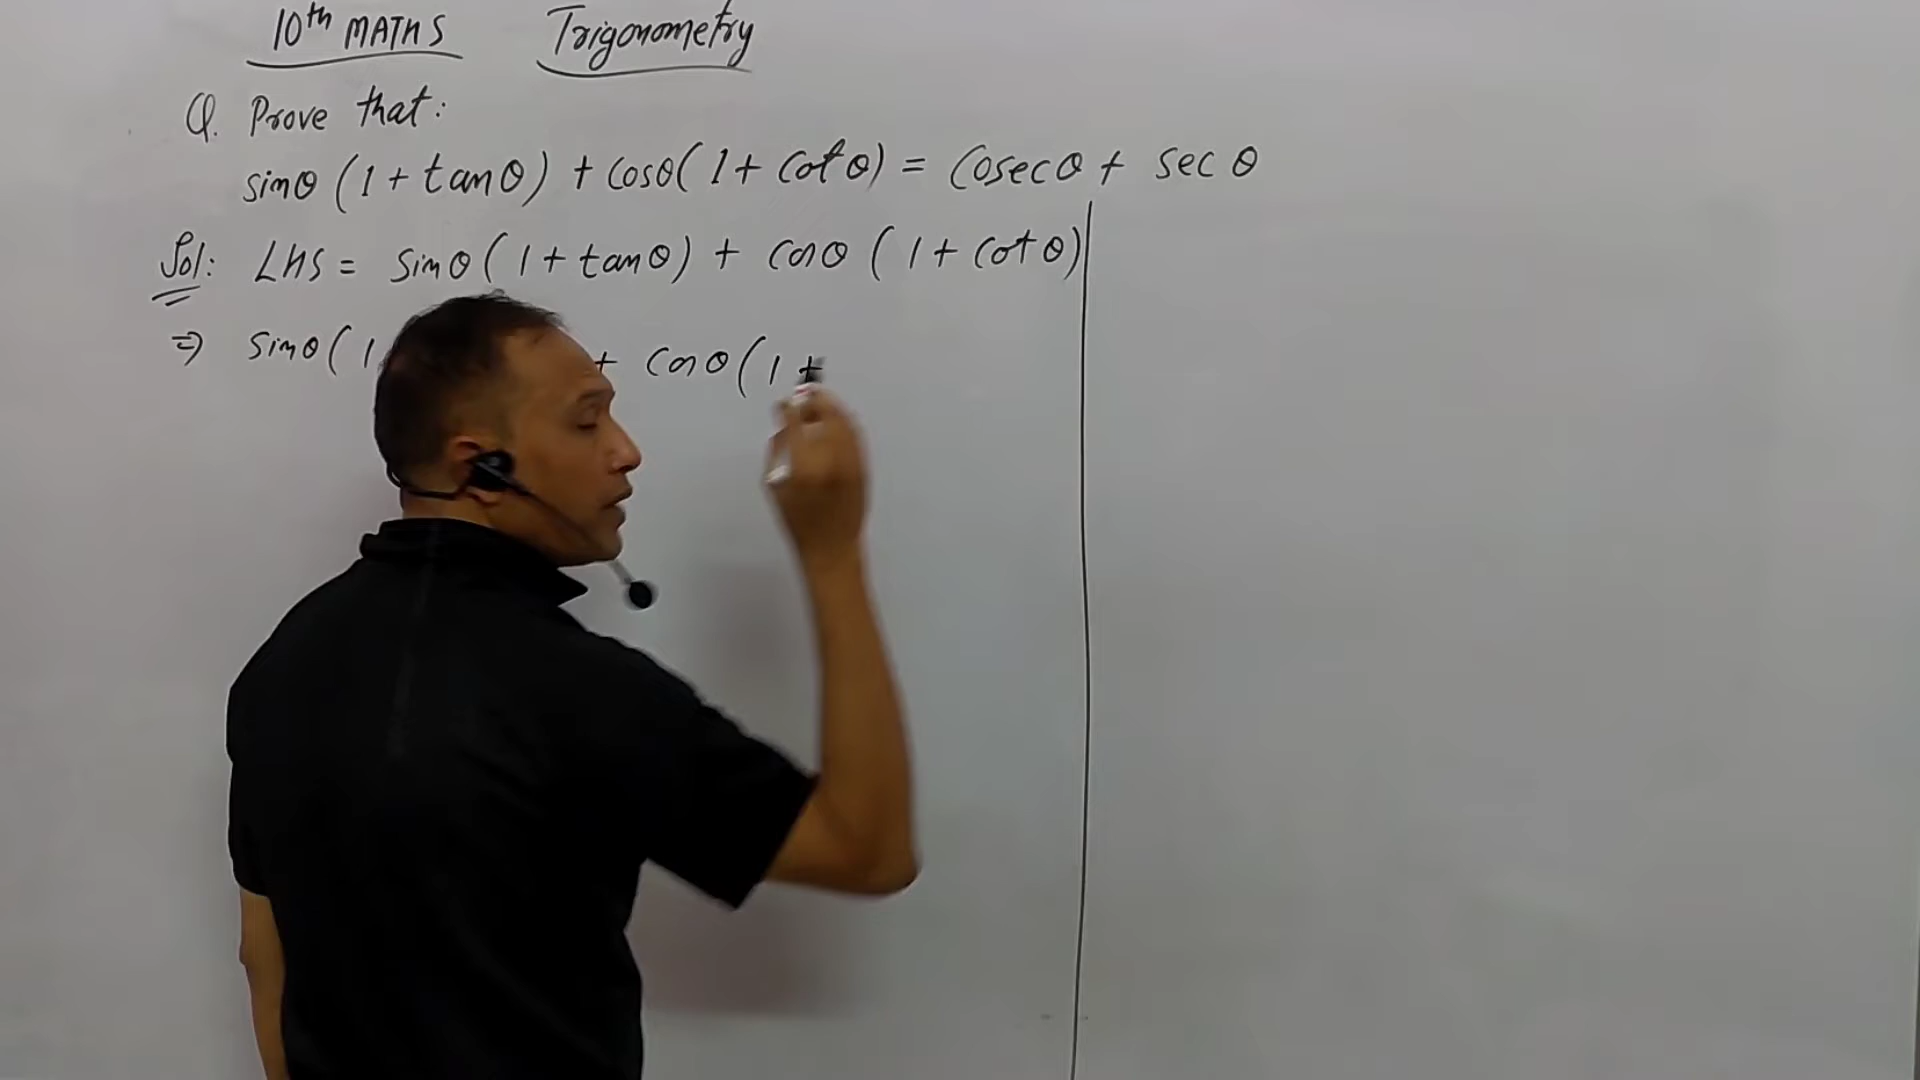 10th MATHS Trigonometry
Q. Prove that:
sinθ (1 + tanθ) + cosθ (1 + cotθ) = cosecθ + sec θ
Sol: LHS = sinθ (1 + tanθ) + cosθ (1 + cotθ)
⇒ sinθ (1 + cosθ (1 +